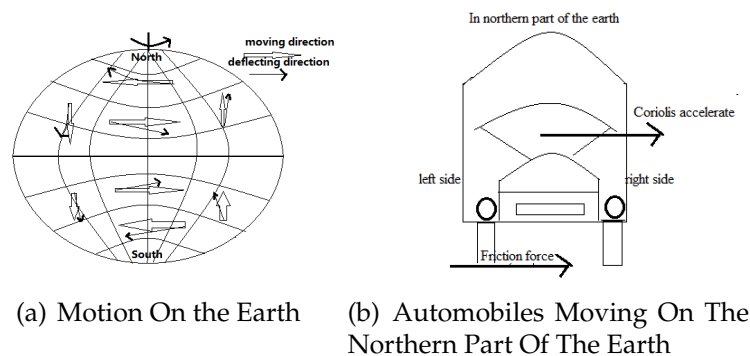 moving direction
deflecting direction
North
South
In northern part of the earth
Coriolis accelerate
left side
right side
Friction force
(a) Motion On the Earth
(b) Automobiles Moving On The
Northern Part Of The Earth